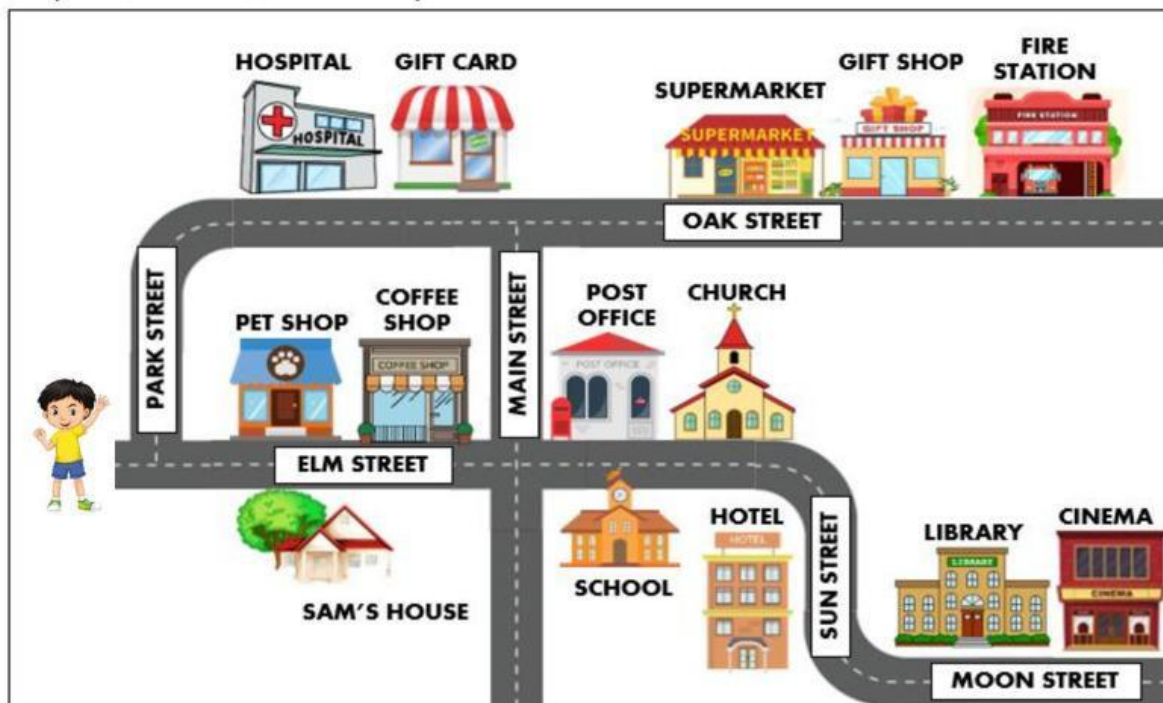 HOSPITAL
GIFT CARD
SUPERMARKET
GIFT SHOP
FIRE
STATION
HOSPITAL
SUPERMARKET
GIFT SHOP
FIRE STATION
OAK STREET
PARK STREET
PET SHOP
COFFEE
SHOP
COFFEE SHOP
MAIN STREET
POST
OFFICE
POST OFFICE
CHURCH
ELM STREET
SAM'S HOUSE
SCHOOL
HOTEL
HOTEL
SUN STREET
LIBRARY
LIBRARY
CINEMA
CINEMA
MOON STREET